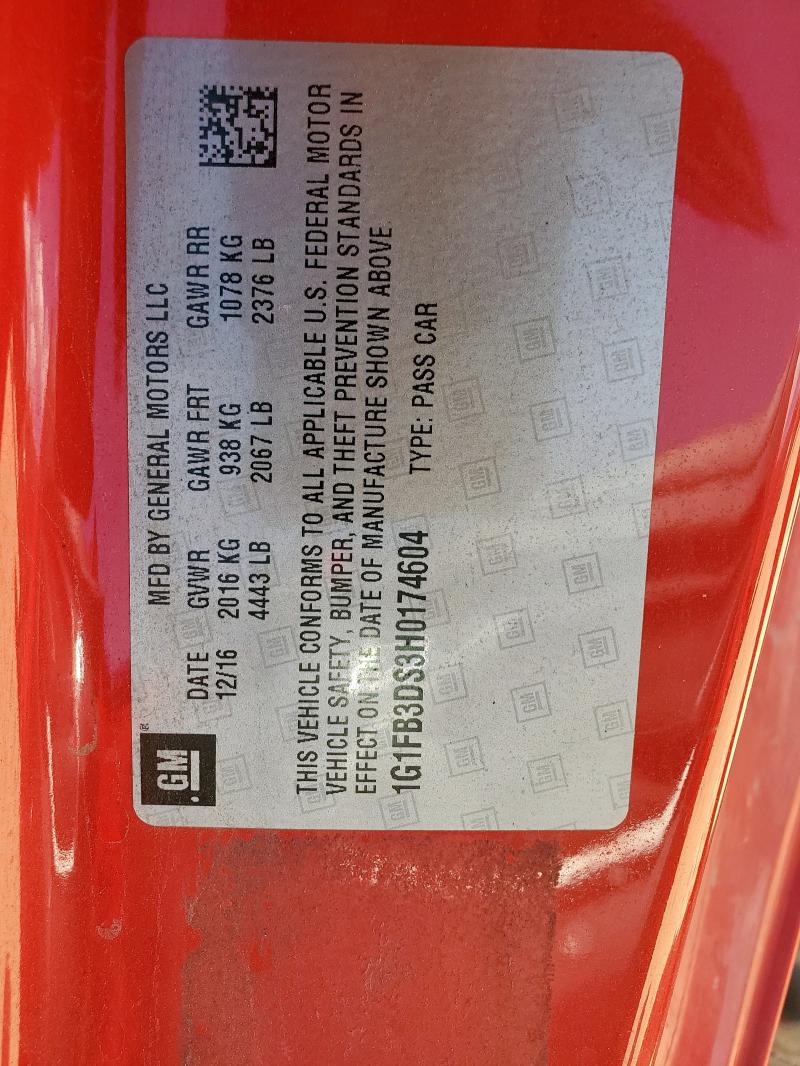 GM®
MFD BY GENERAL MOTORS LLC
DATE GVWR GAWR FRT GAWR RR
12/16 2016 KG 938 KG 1078 KG
4443 LB 2067 LB 2376 LB
THIS VEHICLE CONFORMS TO ALL APPLICABLE U.S. FEDERAL MOTOR
VEHICLE SAFETY, BUMPER, AND THEFT PREVENTION STANDARDS IN
EFFECT ON THE DATE OF MANUFACTURE SHOWN ABOVE
1G1FB3DS3H0174604 TYPE: PASS CAR